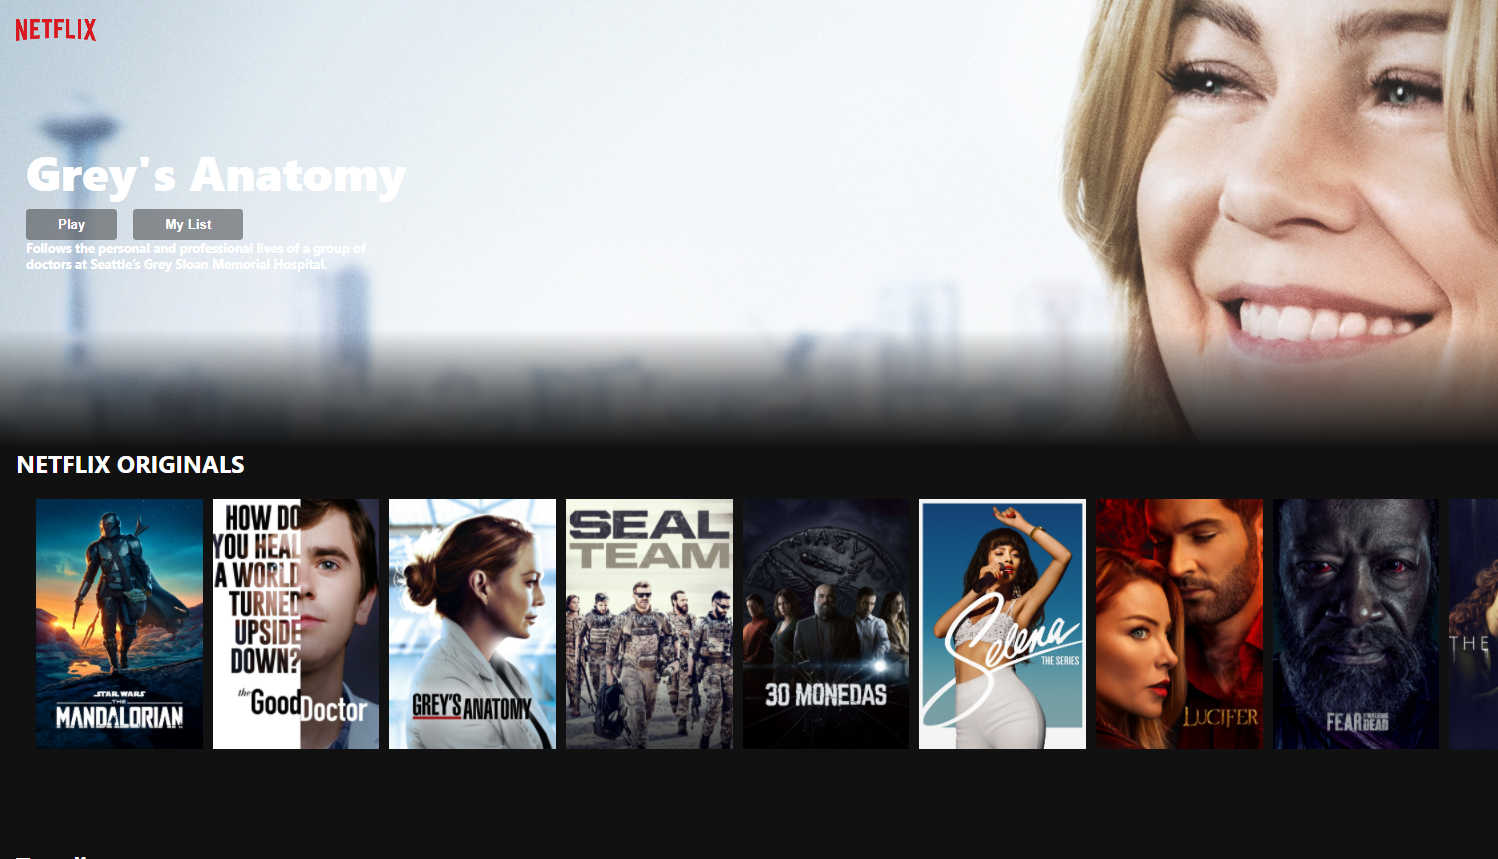 NETFLIX
Grey's Anatomy
Play
My List
Follows the personal and professional lives of a group of
doctors at Seattle's Grey Sloan Memorial Hospital.
NETFLIX ORIGINALS
STAR WARS
THE
MANDALORIAN
HOW DO
YOU HEAL
A WORLD
TURNED
UPSIDE
DOWN?
the Good Doctor
GREY'S ANATOMY
SEAL
TEAM
30 MONEDAS
Selena
THE SERIES
LUCIFER
FEAR THE WALKING DEAD
THE